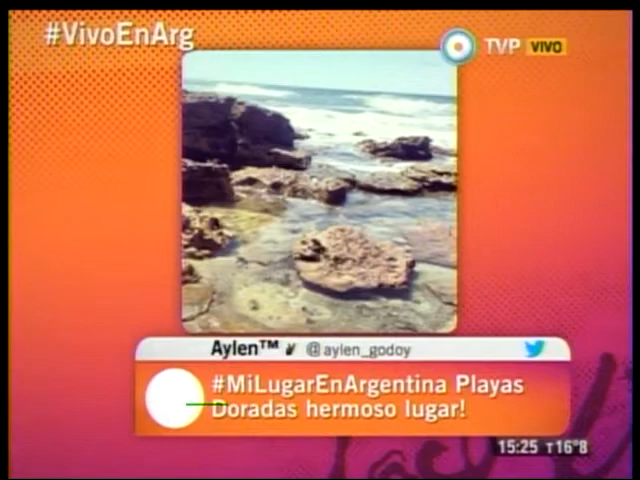 #VivoEnArg
TVP VIVO
Aylen™ @aylen_godoy
#MiLugarEnArgentina Playas
Doradas hermoso lugar!
15:25 T16°8